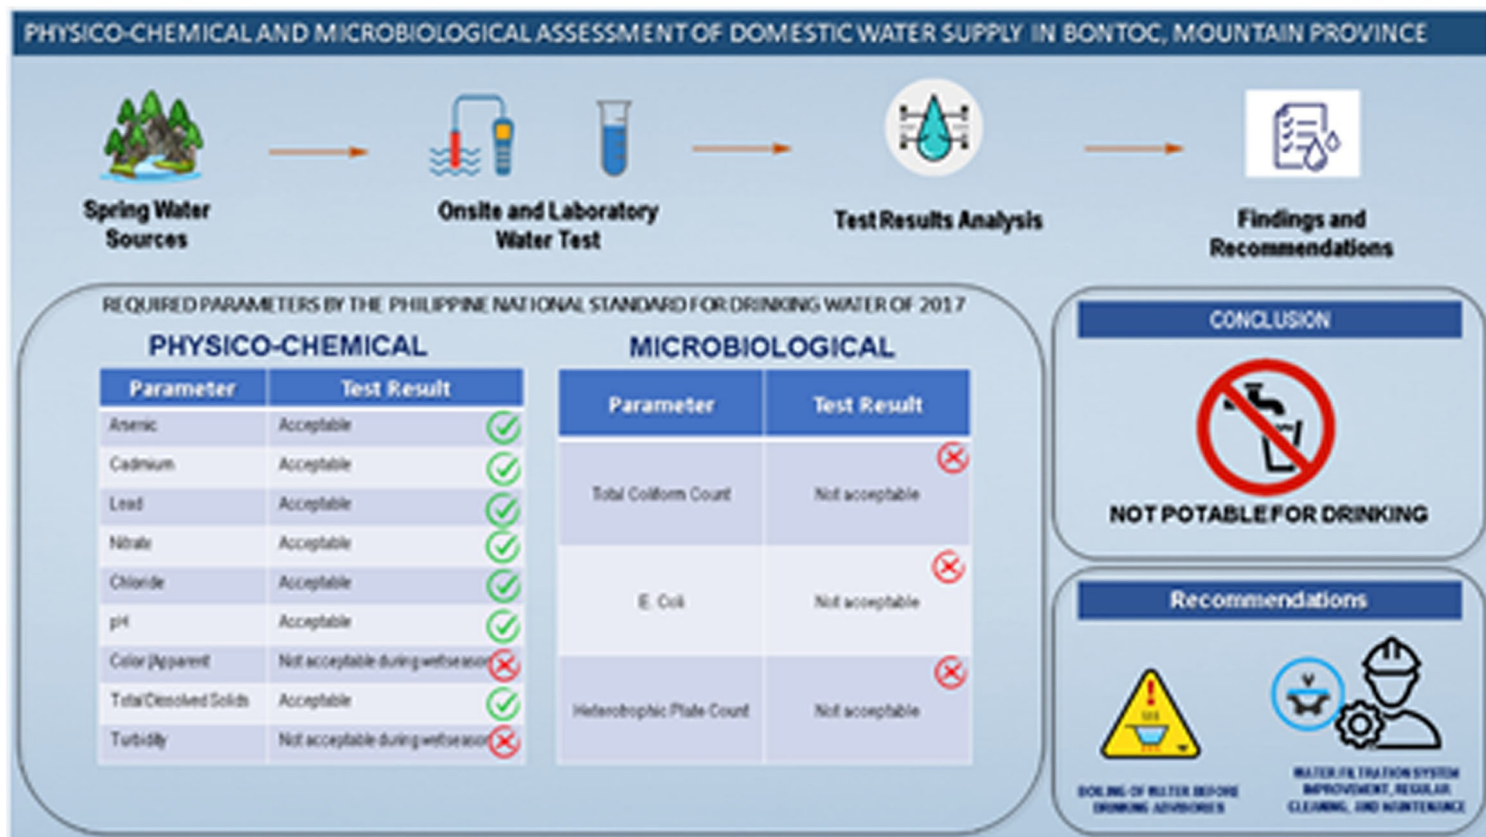 PHYSICO-CHEMICAL AND MICROBIOLOGICAL ASSESSMENT OF DOMESTIC WATER SUPPLY IN BONTOC, MOUNTAIN PROVINCE
Spring Water
Sources
Onsite and Laboratory
Water Test
Test Results Analysis
Findings and
Recommendations
REQUIRED PARAMETERS BY THE PHILIPPINE NATIONAL STANDARD FOR DRINKING WATER OF 2017
PHYSICO-CHEMICAL
Parameter Test Result
Arsenic Acceptable
Cadmium Acceptable
Lead Acceptable
Nitrate Acceptable
Chloride Acceptable
pH Acceptable
Color (Apparent Not acceptable during wet season
Total Dissolved Solids Acceptable
Turbidity Not acceptable during wet season
MICROBIOLOGICAL
Parameter Test Result
Total Coliform Count Not acceptable
E. Coli Not acceptable
Heterotrophic Plate Count Not acceptable
CONCLUSION
NOT POTABLE FOR DRINKING
Recommendations
BOILING OF WATER BEFORE
DRINKING ADVISORIES
WATER FILTRATION SYSTEM
IMPROVEMENT, REGULAR
CLEANING, AND MAINTENANCE